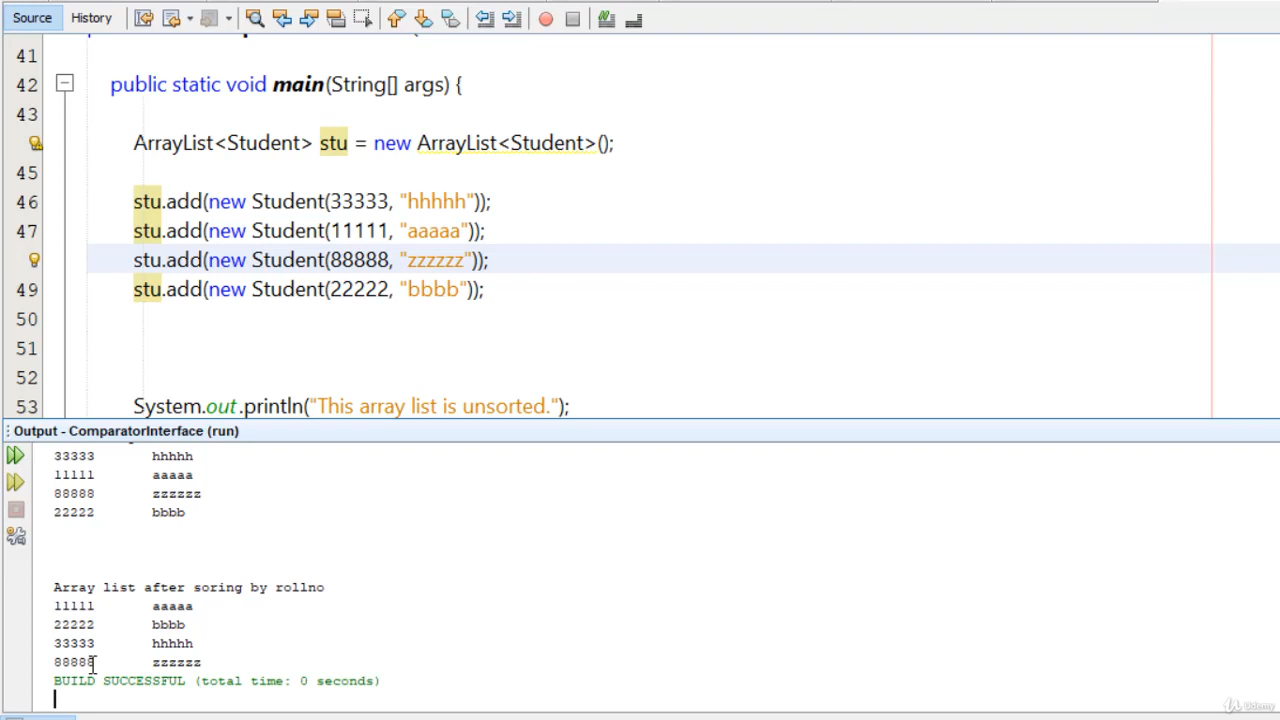 Source History
41
42 public static void main(String[] args) {
43
ArrayList<Student> stu = new ArrayList<Student>();
45
46 stu.add(new Student(33333, "hhhhh"));
47 stu.add(new Student(11111, "aaaaa"));
stu.add(new Student(88888, "zzzzzz"));
49 stu.add(new Student(22222, "bbbb"));
50
51
52
53 System.out.println("This array list is unsorted.");
Output - ComparatorInterface (run)
33333 hhhhh
11111 aaaaa
88888 zzzzzz
22222 bbbb
Array list after soring by rollno
11111 aaaaa
22222 bbbb
33333 hhhhh
88888 zzzzzz
BUILD SUCCESSFUL (total time: 0 seconds)
Udemy